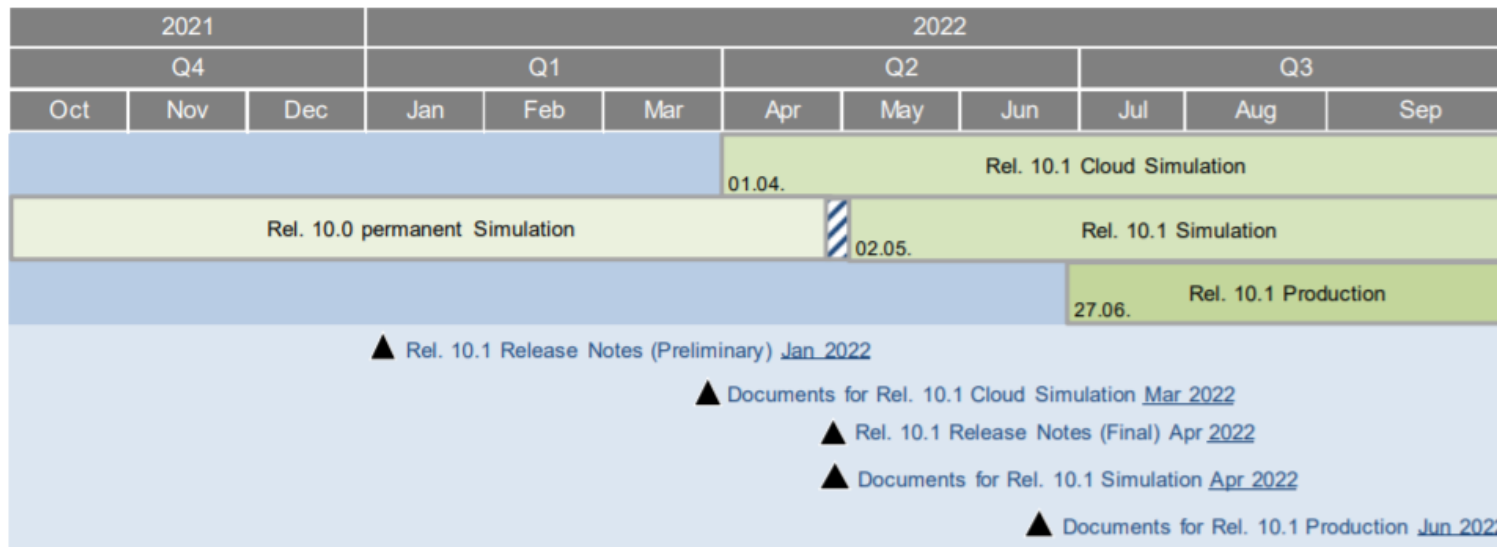 2021 2022
Q4 Q1 Q2 Q3
Oct Nov Dec Jan Feb Mar Apr May Jun Jul Aug Sep
Rel. 10.1 Cloud Simulation
01.04.
Rel. 10.0 permanent Simulation
Rel. 10.1 Simulation
02.05.
Rel. 10.1 Production
27.06.
Rel. 10.1 Release Notes (Preliminary) Jan 2022
Documents for Rel. 10.1 Cloud Simulation Mar 2022
Rel. 10.1 Release Notes (Final) Apr 2022
Documents for Rel. 10.1 Simulation Apr 2022
Documents for Rel. 10.1 Production Jun 2022